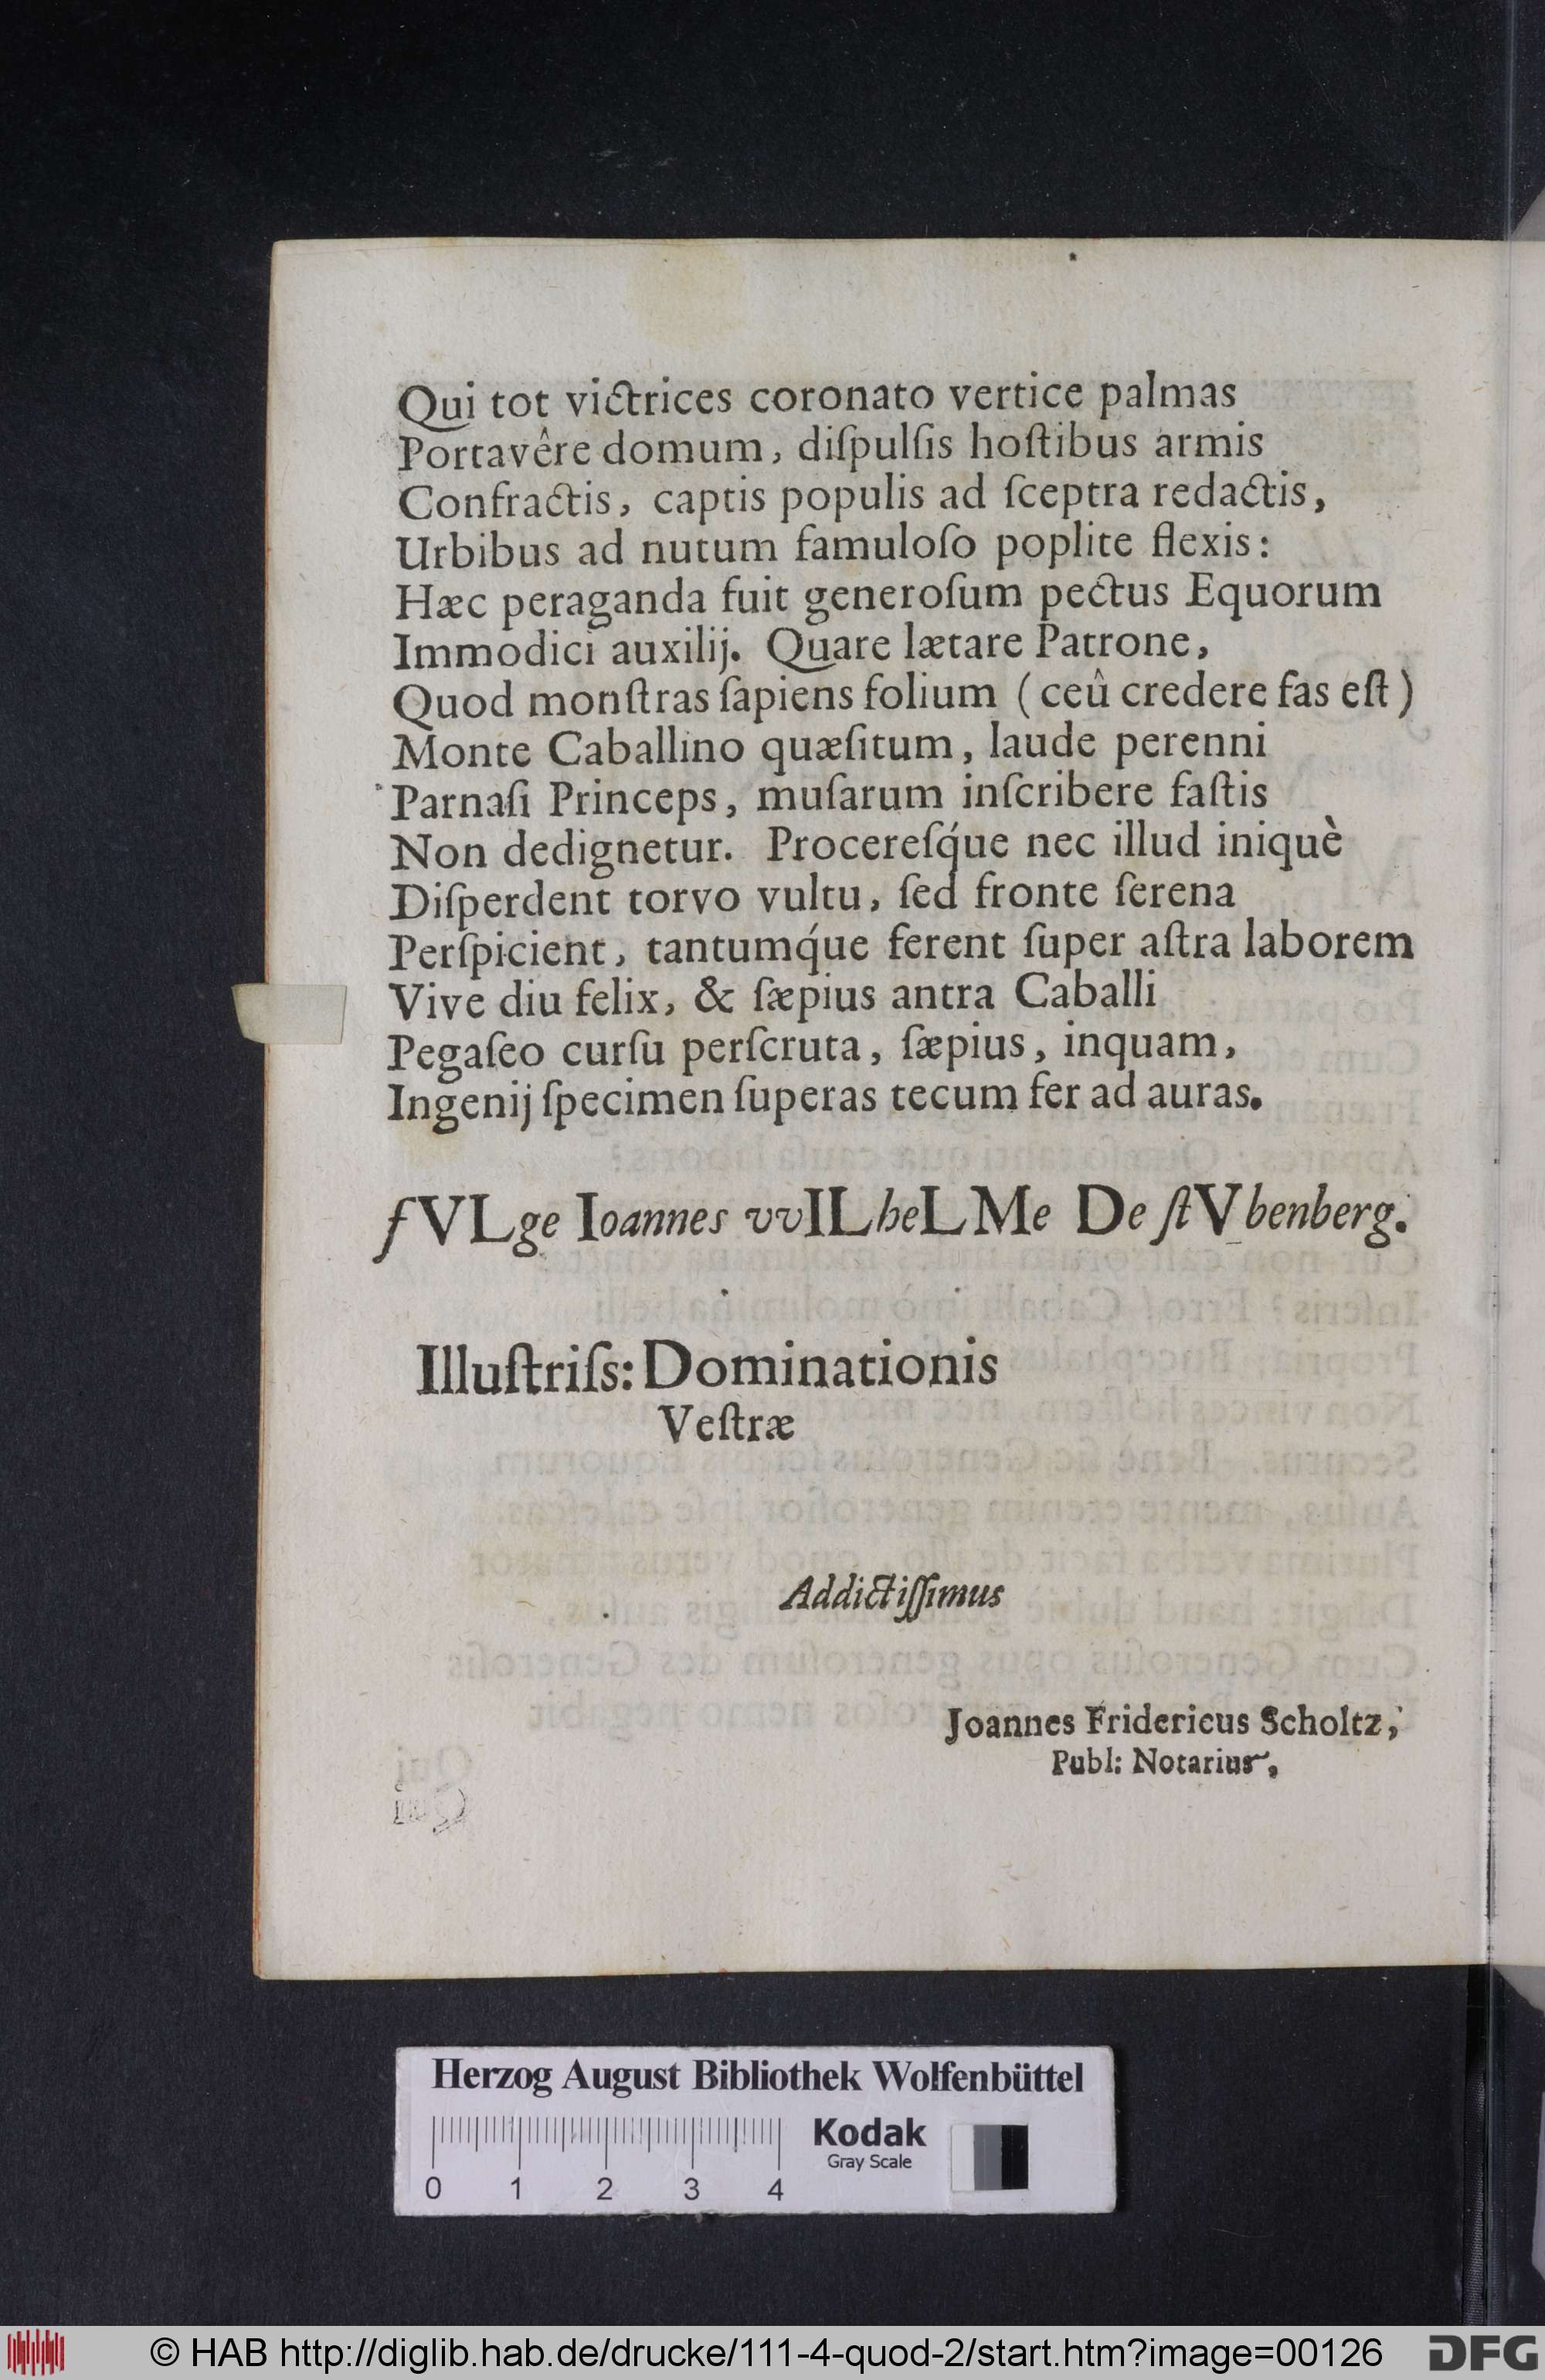 Qui tot victrices coronato vertice palmas
Portavêre domum, diſpulſis hoſtibus armis
Confractis, captis populis ad ſceptra redactis,
Urbibus ad nutum famuloſo poplite flexis:
Hæc peraganda fuit generoſum pectus Equorum
Immodici auxilij. Quare lætare Patrone,
Quod monſtras ſapiens folium (ceû credere fas eſt)
Monte Caballino quæſitum, laude perenni
Parnaſi Princeps, muſarum inſcribere faſtis
Non dedignetur. Procereſq́ue nec illud iniquè
Diſperdent torvo vultu, ſed fronte ſerena
Perſpicient, tantumq́ue ferent ſuper aſtra laborem
Vive diu felix, & ſæpius antra Caballi
Pegaſeo curſu perſcruta, ſæpius, inquam,
Ingenij ſpecimen ſuperas tecum fer ad auras.
fVLge Ioannes vvILheLMe De ſtVbenberg.
Illuſtriſs: Dominationis
Veſtræ
Addictiſſimus
Joannes Fridericus Scholtz,
Publ: Notarius,
Herzog August Bibliothek Wolfenbüttel
Kodak
Gray Scale
0 1 2 3 4
© HAB http://diglib.hab.de/drucke/111-4-quod-2/start.htm?image=00126
DFG